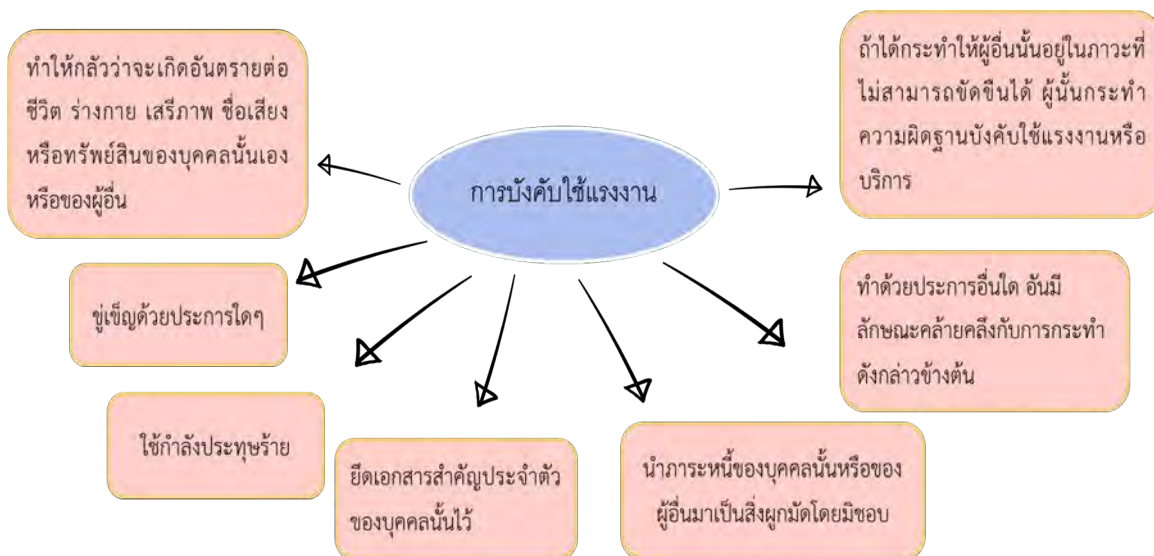 การบังคับใช้แรงงาน
ทำให้กลัวว่าจะเกิดอันตรายต่อ
ชีวิต ร่างกาย เสรีภาพ ชื่อเสียง
หรือทรัพย์สินของบุคคลนั้นเอง
หรือของผู้อื่น
ขู่เข็ญด้วยประการใดๆ
ใช้กำลังประทุษร้าย
ยึดเอกสารสำคัญประจำตัว
ของบุคคลนั้นไว้
นำภาระหนี้ของบุคคลนั้นหรือของ
ผู้อื่นมาเป็นสิ่งผูกมัดโดยมิชอบ
ทำด้วยประการอื่นใด อันมี
ลักษณะคล้ายคลึงกับการกระทำ
ดังกล่าวข้างต้น
ถ้าได้กระทำให้ผู้อื่นนั้นอยู่ในภาวะที่
ไม่สามารถขัดขืนได้ ผู้นั้นกระทำ
ความผิดฐานบังคับใช้แรงงานหรือ
บริการ